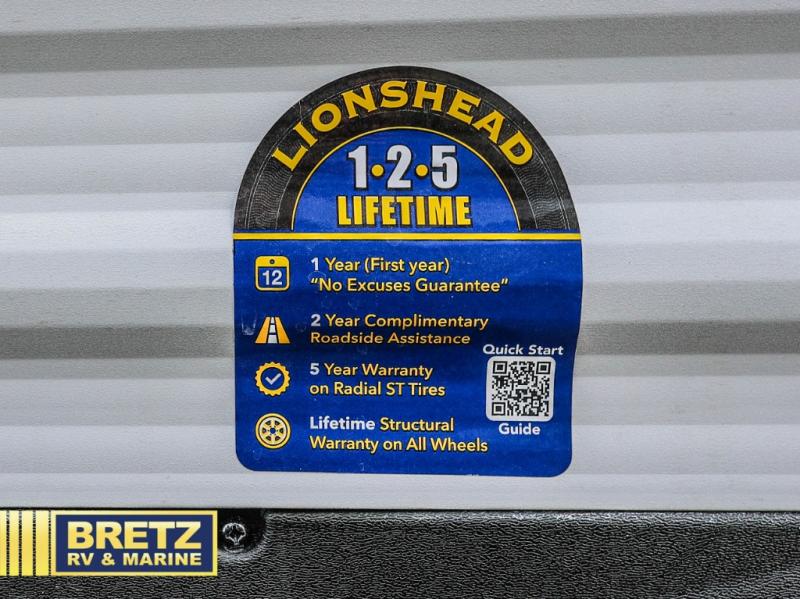 LIONSHEAD
1·2·5
LIFETIME
12
1 Year (First year)
“No Excuses Guarantee”
2 Year Complimentary
Roadside Assistance
5 Year Warranty
on Radial ST Tires
Quick Start
Guide
Lifetime Structural
Warranty on All Wheels
BRETZ
RV & MARINE